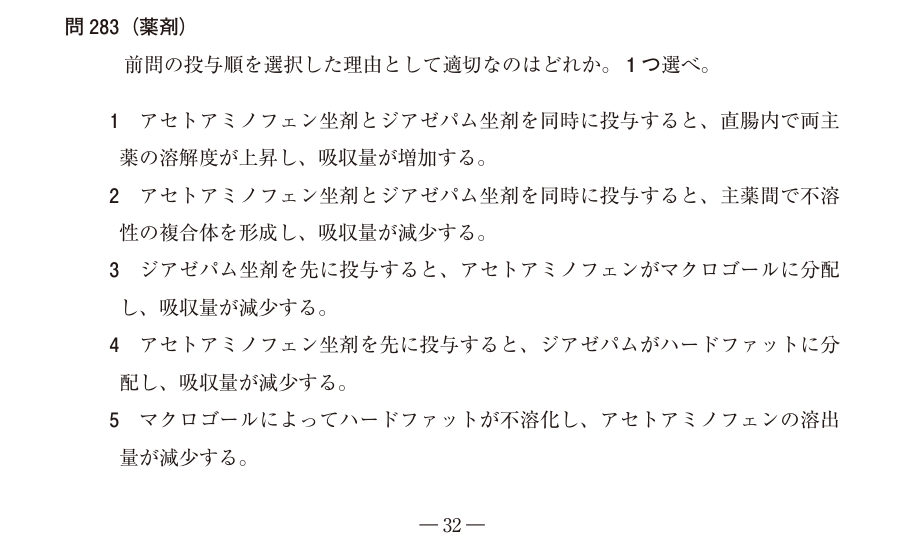 問 283（薬剤）
前問の投与順を選択した理由として適切なのはどれか。1つ選べ。
1 アセトアミノフェン坐剤とジアゼパム坐剤を同時に投与すると、直腸内で両主
薬の溶解度が上昇し、吸収量が増加する。
2 アセトアミノフェン坐剤とジアゼパム坐剤を同時に投与すると、主薬間で不溶
性の複合体を形成し、吸収量が減少する。
3 ジアゼパム坐剤を先に投与すると、アセトアミノフェンがマクロゴールに分配
し、吸収量が減少する。
4 アセトアミノフェン坐剤を先に投与すると、ジアゼパムがハードファットに分
配し、吸収量が減少する。
5 マクロゴールによってハードファットが不溶化し、アセトアミノフェンの溶出
量が減少する。
― 32 ―